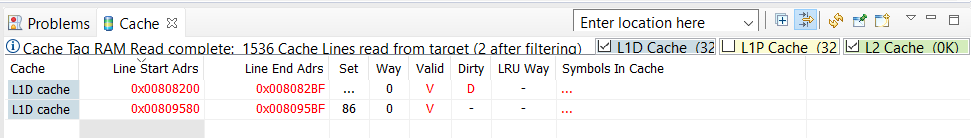 Problems Cache
Enter location here
Cache Tag RAM Read complete: 1536 Cache Lines read from target (2 after filtering) L1D Cache (32 L1P Cache (32 L2 Cache (0K)
Cache Line Start Adrs Line End Adrs Set Way Valid Dirty LRU Way Symbols In Cache
L1D cache 0x00808200 0x008082BF ... 0 V D - ...
L1D cache 0x00809580 0x008095BF 86 0 V - - ...